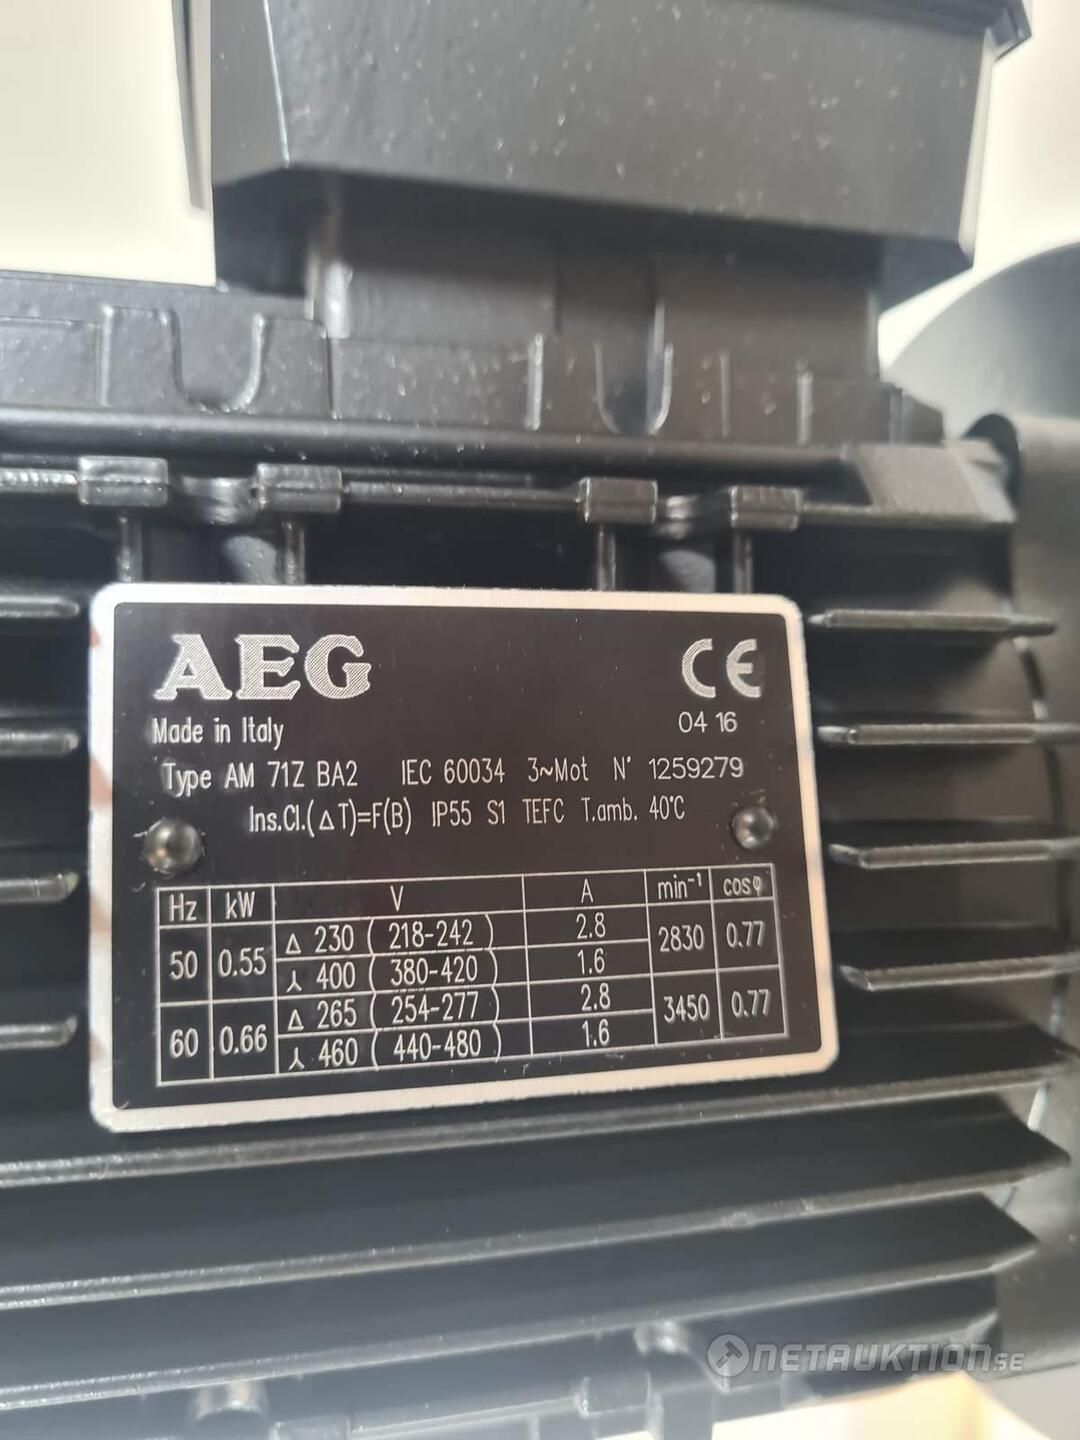 AEG CE
Made in Italy 04 16
Type AM 71Z BA2 IEC 60034 3~Mot N° 1259279
Ins.Cl.(ΔT)=F(B) IP55 S1 TEFC T.amb. 40°C
Hz kW V A min⁻¹ cosφ
50 0.55 Δ 230 ( 218-242 ) 2.8 2830 0.77
⅄ 400 ( 380-420 ) 1.6
60 0.66 Δ 265 ( 254-277 ) 2.8 3450 0.77
⅄ 460 ( 440-480 ) 1.6
NETAUKTION.SE